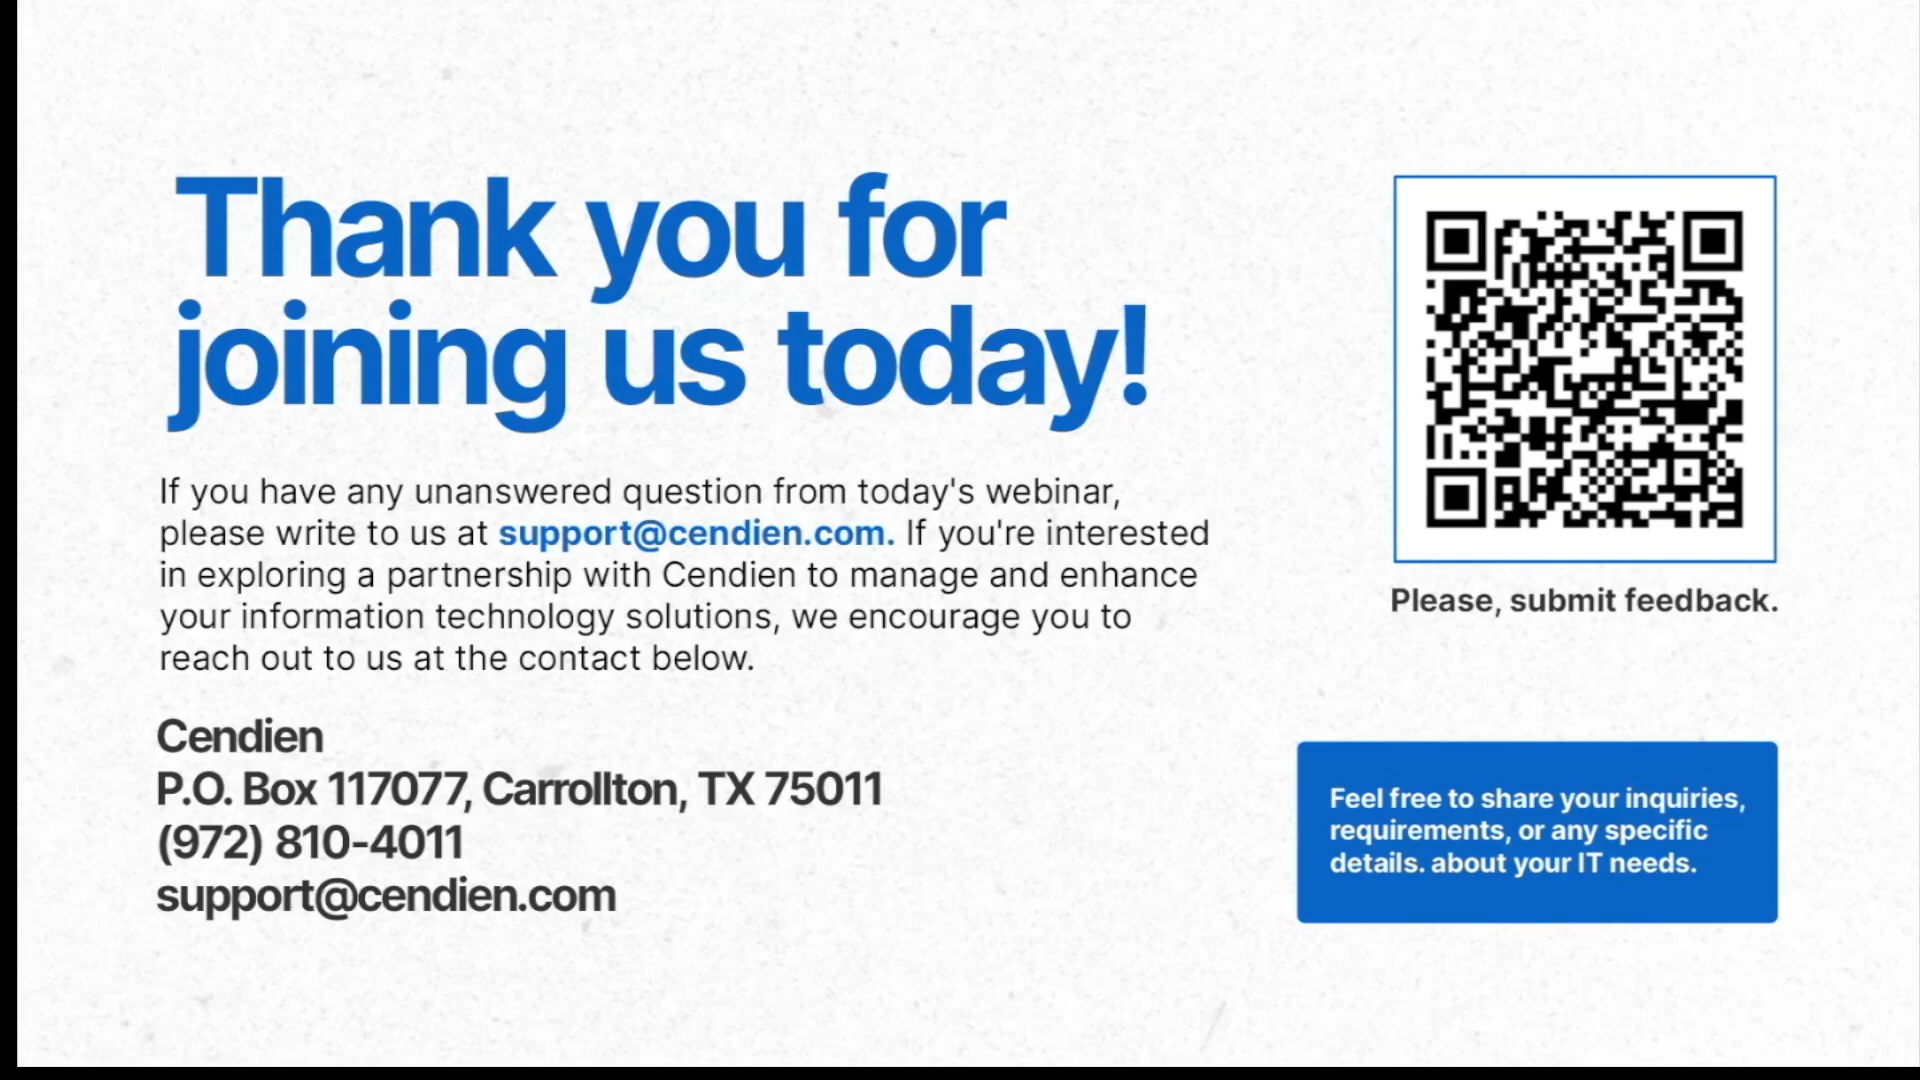 Thank you for
joining us today!
If you have any unanswered question from today's webinar,
please write to us at support@cendien.com. If you're interested
in exploring a partnership with Cendien to manage and enhance
your information technology solutions, we encourage you to
reach out to us at the contact below.
Cendien
P.O. Box 117077, Carrollton, TX 75011
(972) 810-4011
support@cendien.com
Please, submit feedback.
Feel free to share your inquiries,
requirements, or any specific
details. about your IT needs.